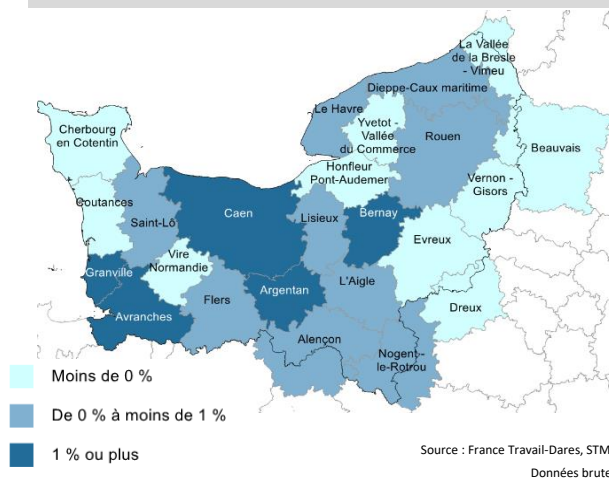 La Vallée
de la Bresle
- Vimeu
Dieppe-Caux maritime
Le Havre
Yvetot -
Vallée
du Commerce
Rouen
Beauvais
Cherbourg
en Cotentin
Honfleur
Pont-Audemer
Vernon -
Gisors
Coutances
Saint-Lô
Caen
Lisieux
Bernay
Evreux
Granville
Vire
Normandie
Argentan
L'Aigle
Flers
Dreux
Avranches
Alençon
Nogent--
le-Rotrou
Moins de 0 %
De 0 % à moins de 1 %
1 % ou plus
Source : France Travail-Dares, STM
Données brute